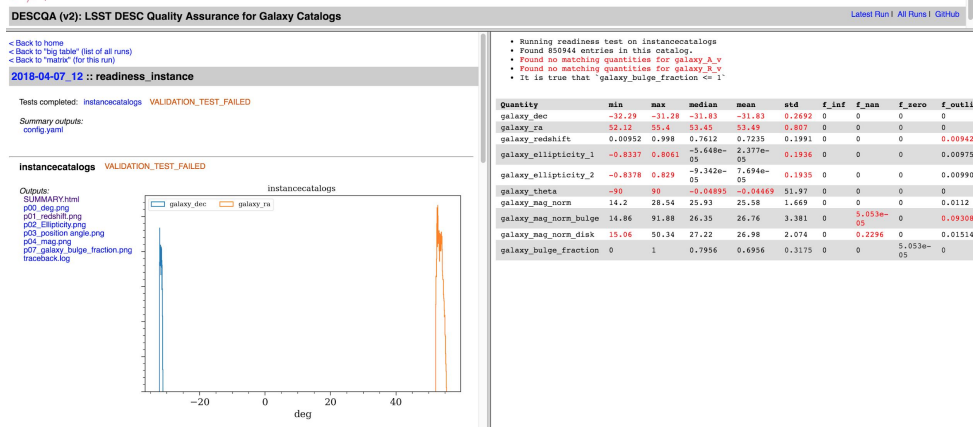 DESCQA (v2): LSST DESC Quality Assurance for Galaxy Catalogs
Latest Run | All Runs | GitHub
< Back to home
< Back to "big table" (list of all runs)
< Back to "matrix" (for this run)
2018-04-07_12 :: readiness_instance
Tests completed: instancecatalogs VALIDATION_TEST_FAILED
Summary outputs:
config.yaml
instancecatalogs VALIDATION_TEST_FAILED
Outputs:
SUMMARY.html
p00_deg.png
p01_redshift.png
p02_Ellipticity.png
p03_position angle.png
p04_mag.png
p07_galaxy_bulge_fraction.png
traceback.log
instancecatalogs
galaxy_dec galaxy_ra
−20 0 20 40
deg
• Running readiness test on instancecatalogs
• Found 850944 entries in this catalog.
• Found no matching quantities for galaxy_A_v
• Found no matching quantities for galaxy_R_v
• It is true that `galaxy_bulge_fraction <= 1`
Quantity min max median mean std f_inf f_nan f_zero f_outli
galaxy_dec -32.29 -31.28 -31.83 -31.83 0.2692 0 0 0 0
galaxy_ra 52.12 55.4 53.45 53.49 0.807 0 0 0 0
galaxy_redshift 0.00952 0.998 0.7612 0.7235 0.1991 0 0 0 0.00942
galaxy_ellipticity_1 -0.8337 0.8061 -5.648e-05 2.377e-05 0.1936 0 0 0 0.00975
galaxy_ellipticity_2 -0.8378 0.829 -9.342e-05 7.694e-05 0.1935 0 0 0 0.00990
galaxy_theta -90 90 -0.04895 -0.04469 51.97 0 0 0 0
galaxy_mag_norm 14.2 28.54 25.93 25.58 1.669 0 0 0 0.0112
galaxy_mag_norm_bulge 14.86 91.88 26.35 26.76 3.381 0 5.053e-05 0 0.09308
galaxy_mag_norm_disk 15.06 50.34 27.22 26.98 2.074 0 0.2296 0 0.01514
galaxy_bulge_fraction 0 1 0.7956 0.6956 0.3175 0 0 5.053e-05 0